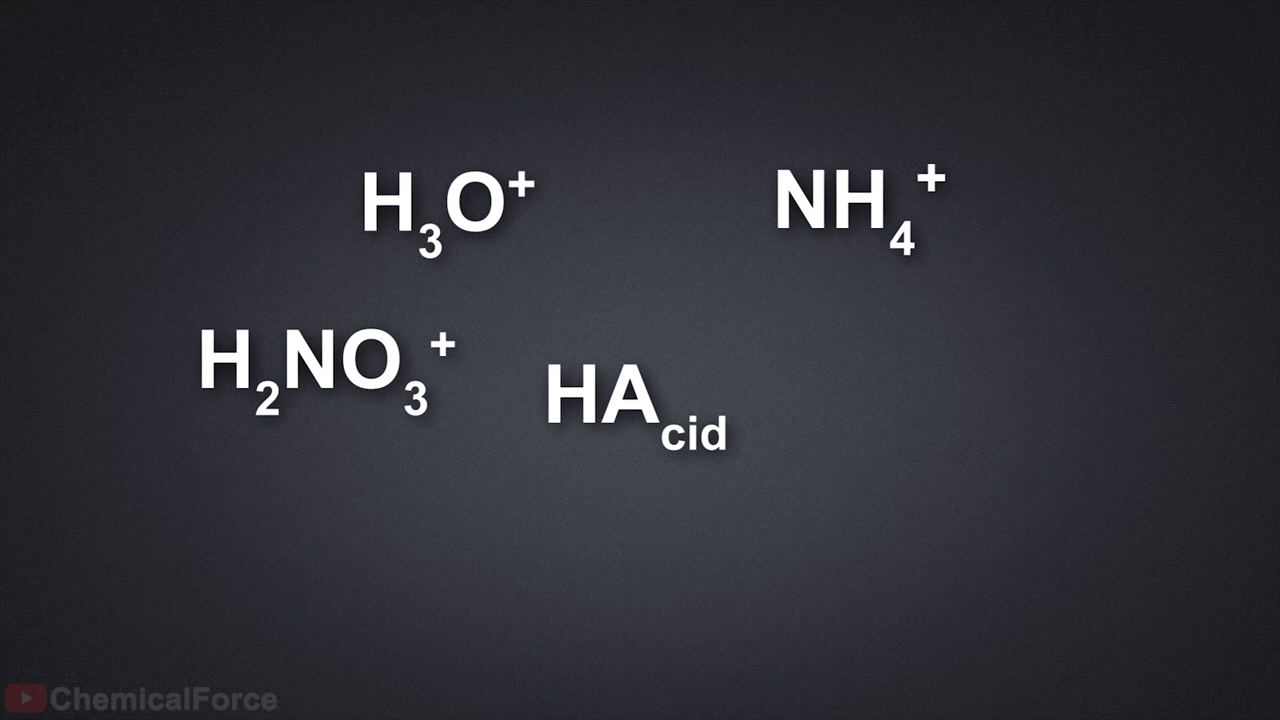 H₃O⁺
NH₄⁺
H₂NO₃⁺
HAcid
ChemicalForce